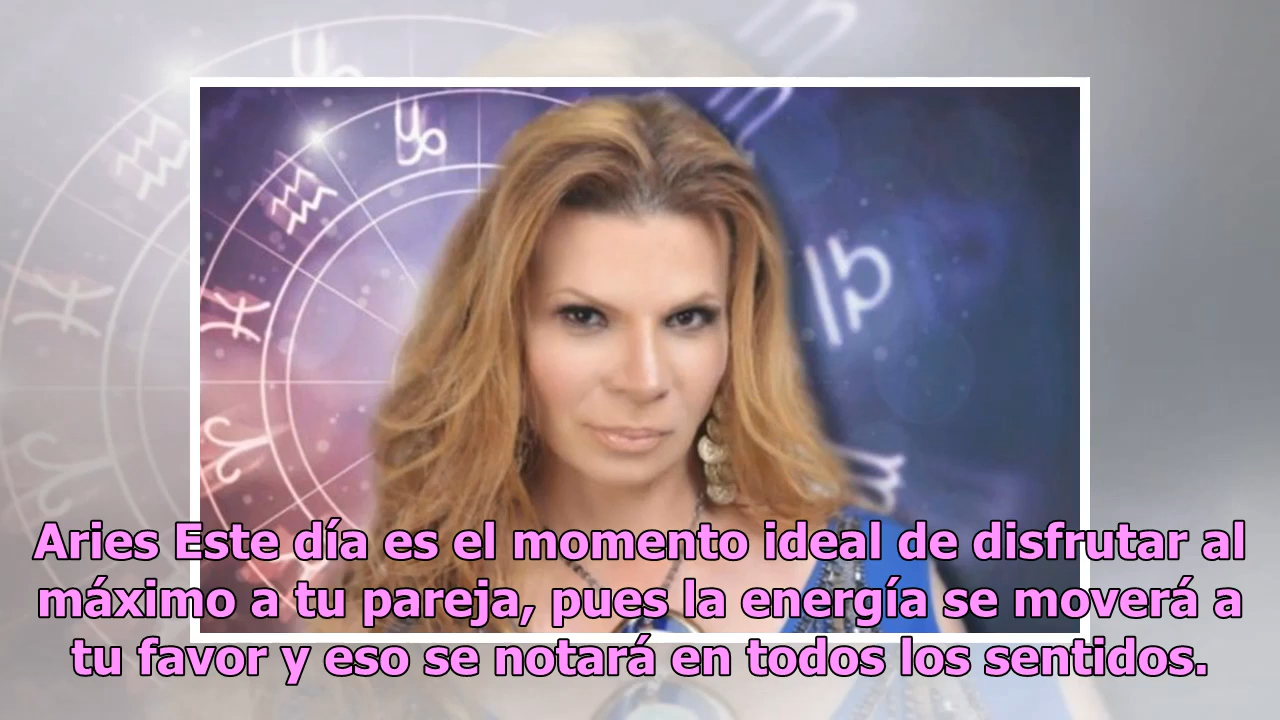 Aries Este día es el momento ideal de disfrutar al
máximo a tu pareja, pues la energía se moverá a
tu favor y eso se notará en todos los sentidos.